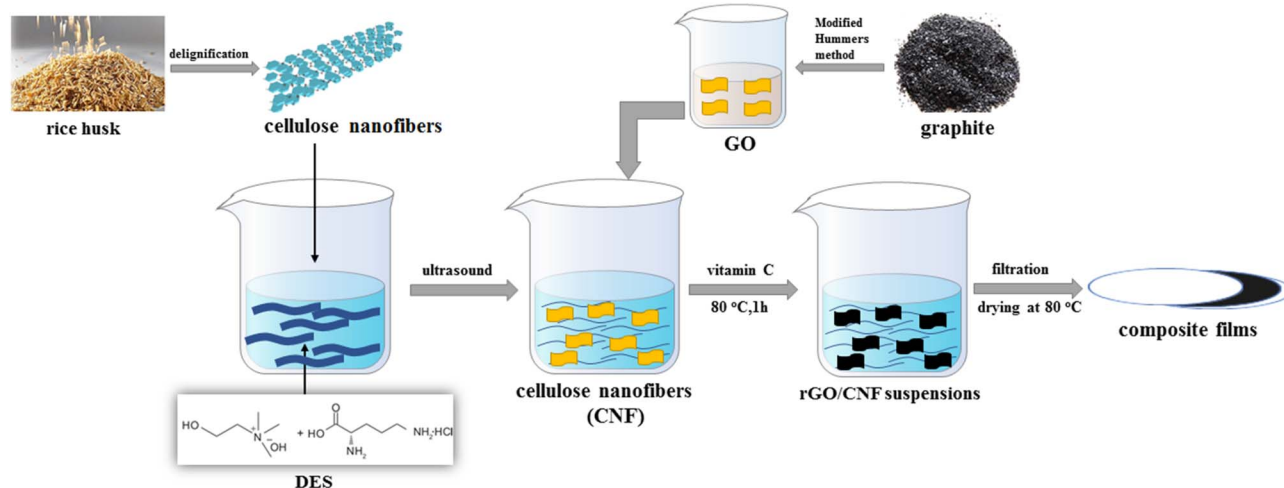 rice husk
delignification
cellulose nanofibers
GO
Modified
Hummers
method
graphite
ultrasound
cellulose nanofibers
(CNF)
vitamin C
80 °C,1h
rGO/CNF suspensions
filtration
drying at 80 °C
composite films
HO
N
+
−
OH
+
HO
O
NH₂
NH₂·HCl
DES